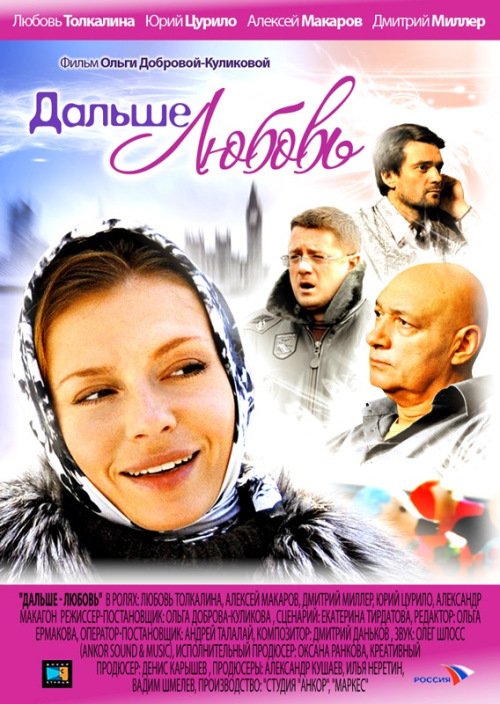 Любовь Толкалина Юрий Цурило Алексей Макаров Дмитрий Миллер
Фильм Ольги Добровой-Куликовой
Дальше
Любовь
"ДАЛЬШЕ - ЛЮБОВЬ" В РОЛЯХ: ЛЮБОВЬ ТОЛКАЛИНА, АЛЕКСЕЙ МАКАРОВ, ДМИТРИЙ МИЛЛЕР, ЮРИЙ ЦУРИЛО, АЛЕКСАНДР
МАКАГОН РЕЖИССЕР-ПОСТАНОВЩИК: ОЛЬГА ДОБРОВА-КУЛИКОВА , СЦЕНАРИЙ: ЕКАТЕРИНА ТИРДАТОВА, РЕДАКТОР: ОЛЬГА
ЕРМАКОВА, ОПЕРАТОР-ПОСТАНОВЩИК: АНДРЕЙ ТАЛАЛАЙ, КОМПОЗИТОР: ДМИТРИЙ ДАНЬКОВ , ЗВУК: ОЛЕГ ШЛОСС
(ANKOR SOUND & MUSIC), ИСПОЛНИТЕЛЬНЫЙ ПРОДЮСЕР: ОКСАНА РАНКОВА, КРЕАТИВНЫЙ
ПРОДЮСЕР: ДЕНИС КАРЫШЕВ , ПРОДЮСЕРЫ: АЛЕКСАНДР КУШАЕВ, ИЛЬЯ НЕРЕТИН,
ВАДИМ ШМЕЛЕВ, ПРОИЗВОДСТВО: "СТУДИЯ "АНКОР", "МАРКЕС"
РОССИЯ